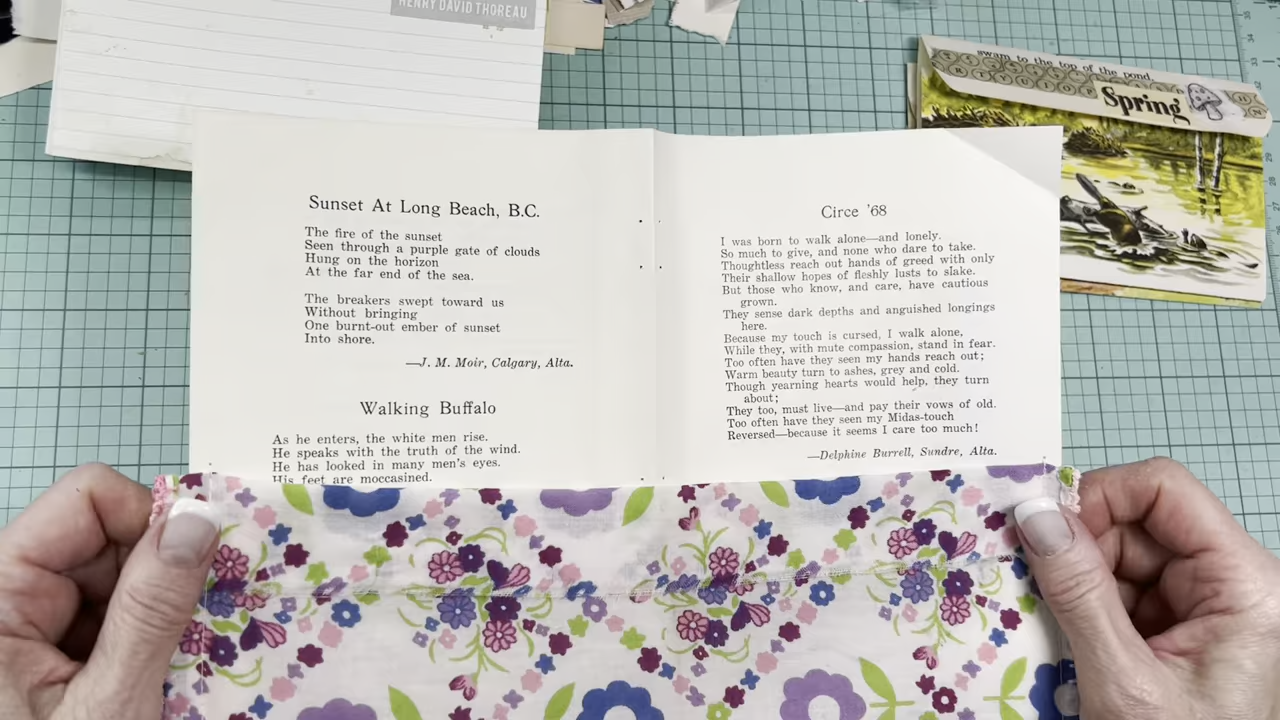 HENRY DAVID THOREAU
swam to the top of the pond.
Spring
Sunset At Long Beach, B.C.
The fire of the sunset
Seen through a purple gate of clouds
Hung on the horizon
At the far end of the sea.
The breakers swept toward us
Without bringing
One burnt-out ember of sunset
Into shore.
—J. M. Moir, Calgary, Alta.
Walking Buffalo
As he enters, the white men rise.
He speaks with the truth of the wind.
He has looked in many men's eyes.
His feet are moccasined.
Circe '68
I was born to walk alone—and lonely.
So much to give, and none who dare to take.
Thoughtless reach out hands of greed with only
Their shallow hopes of fleshly lusts to slake.
But those who know, and care, have cautious
grown.
They sense dark depths and anguished longings
here.
Because my touch is cursed, I walk alone,
While they, with mute compassion, stand in fear.
Too often have they seen my hands reach out;
Warm beauty turn to ashes, grey and cold.
Though yearning hearts would help, they turn
about;
They too, must live—and pay their vows of old.
Too often have they seen my Midas-touch
Reversed—because it seems I care too much!
—Delphine Burrell, Sundre, Alta.